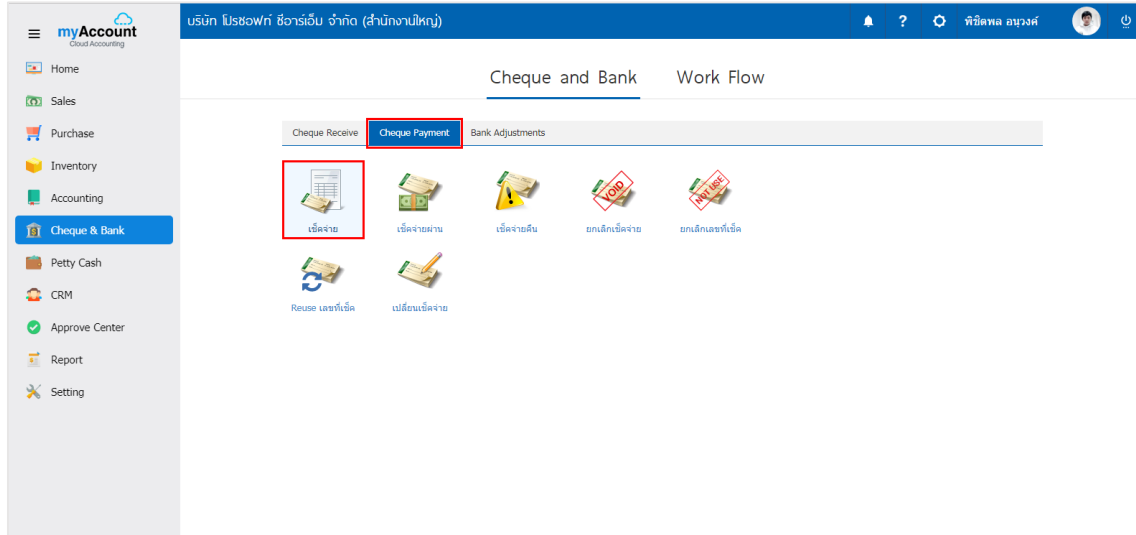 myAccount
Cloud Accounting
บริษัท โปรซอฟท์ ซีอาร์เอ็ม จำกัด (สำนักงานใหญ่)
?
พิชิตพล อนุวงศ์
Home
Sales
Purchase
Inventory
Accounting
Cheque & Bank
Petty Cash
CRM
Approve Center
Report
Setting
Cheque and Bank Work Flow
Cheque Receive Cheque Payment Bank Adjustments
VOID NOT USE
เช็คจ่าย เช็คจ่ายผ่าน เช็คจ่ายคืน ยกเลิกเช็คจ่าย ยกเลิกเลขที่เช็ค
Reuse เลขที่เช็ค เปลี่ยนเช็คจ่าย